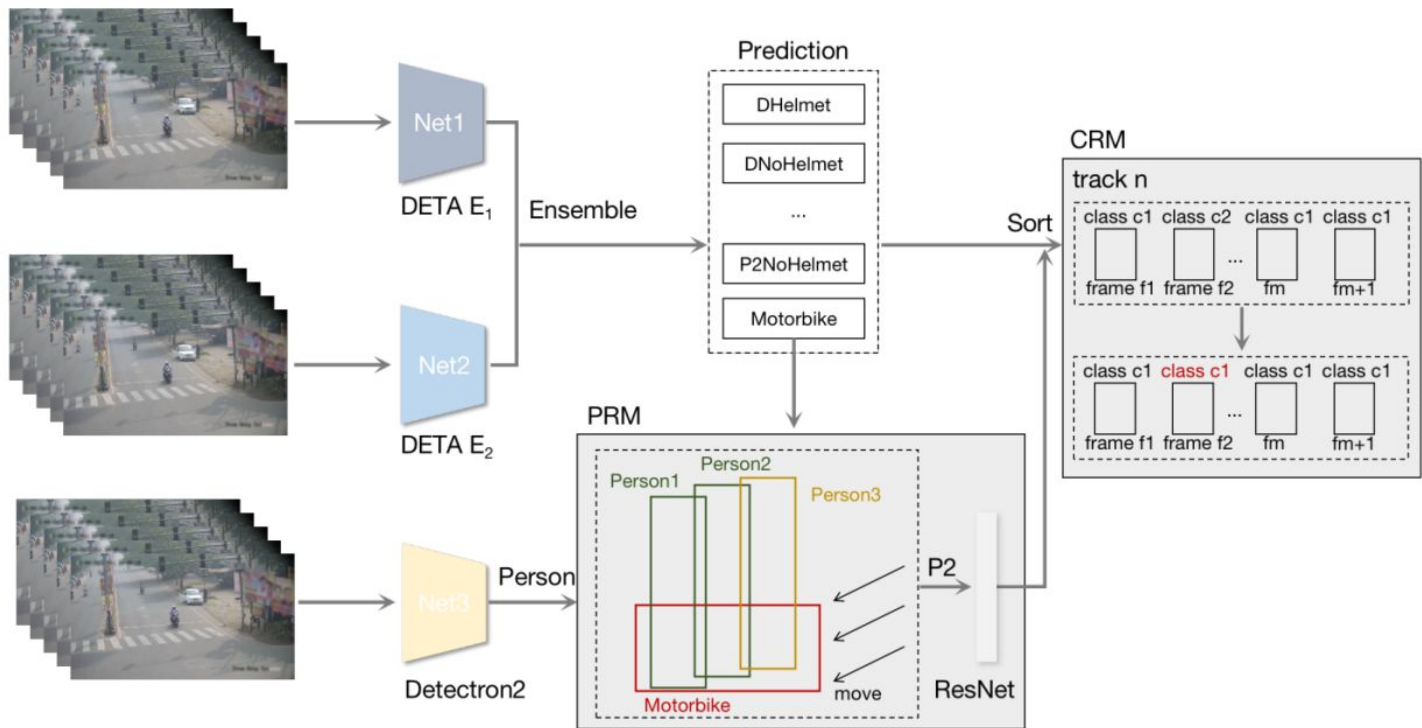 Net1
DETA E₁
Net2
DETA E₂
Net3
Detectron2
Ensemble
Person
Prediction
DHelmet
DNoHelmet
...
P2NoHelmet
Motorbike
PRM
Person1
Person2
Person3
Motorbike
move
P2
ResNet
Sort
CRM
track n
class c1 class c2 class c1 class c1
...
frame f1 frame f2 fm fm+1
class c1 class c1 class c1 class c1
...
frame f1 frame f2 fm fm+1